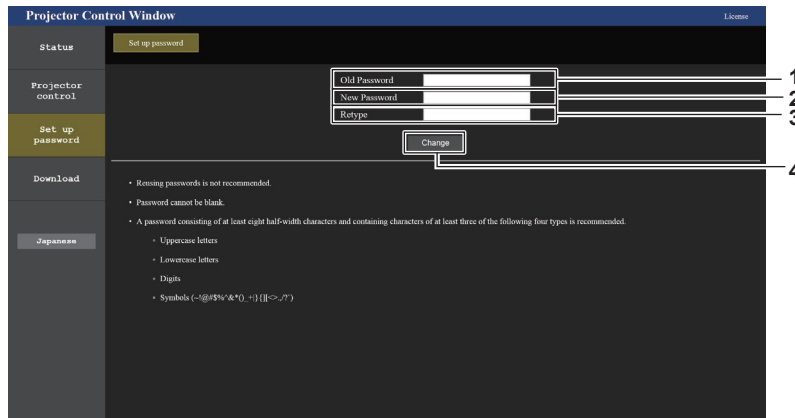 Projector Control Window
License
Status
Projector
control
Set up
password
Download
Japanese
Set up password
Old Password
New Password
Retype
Change
1
2
3
4
• Reusing passwords is not recommended.
• Password cannot be blank.
• A password consisting of at least eight half-width characters and containing characters of at least three of the following four types is recommended.
Uppercase letters
Lowercase letters
Digits
Symbols (~!@#$%^&*()_+|}{][<>.,/?`)